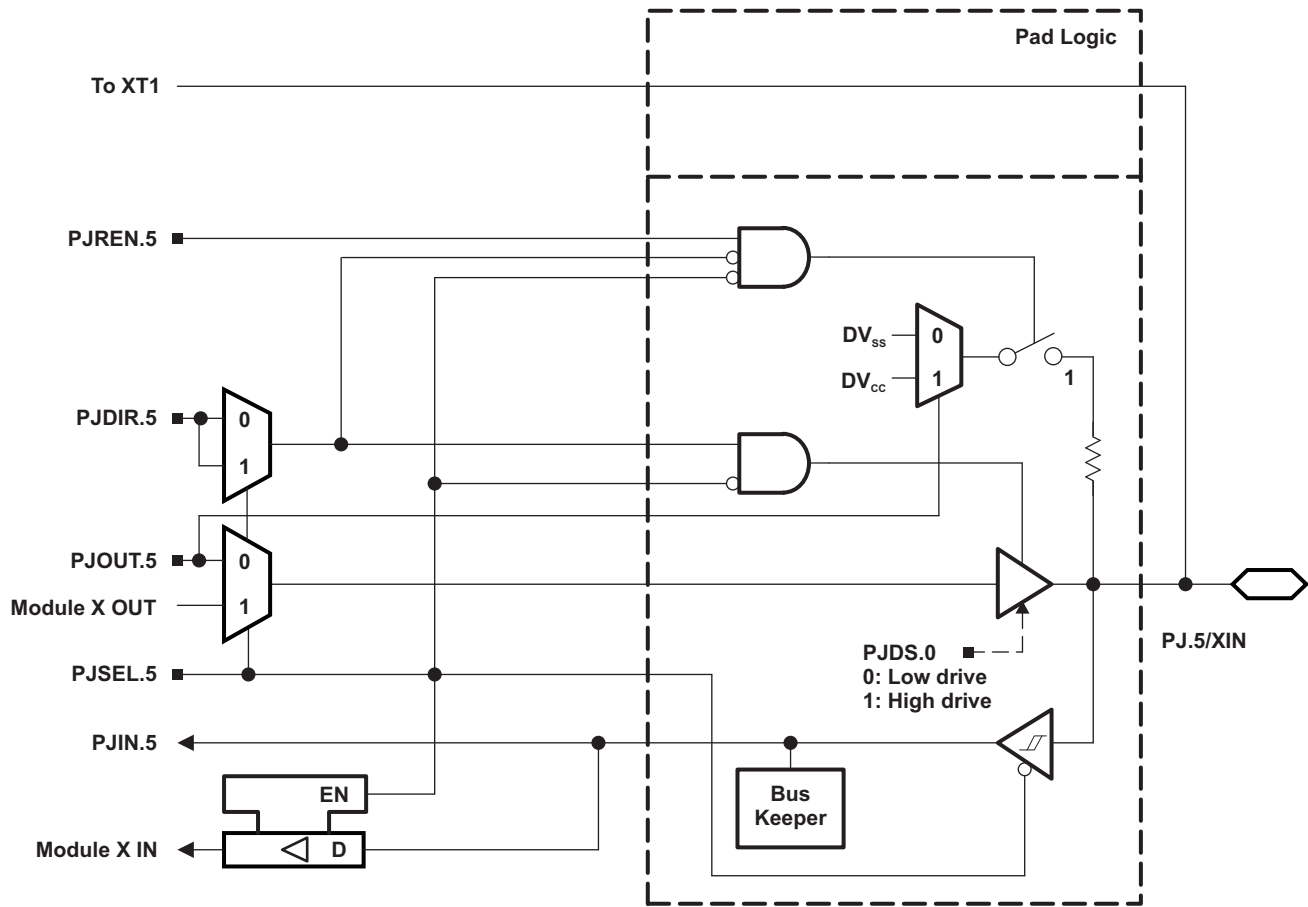 Pad Logic
To XT1
PJREN.5
DVSS
0
DVCC
1
1
PJDIR.5
0
1
PJOUT.5
0
Module X OUT
1
PJ.5/XIN
PJDS.0
0: Low drive
1: High drive
PJSEL.5
PJIN.5
EN
Bus
Keeper
Module X IN
D